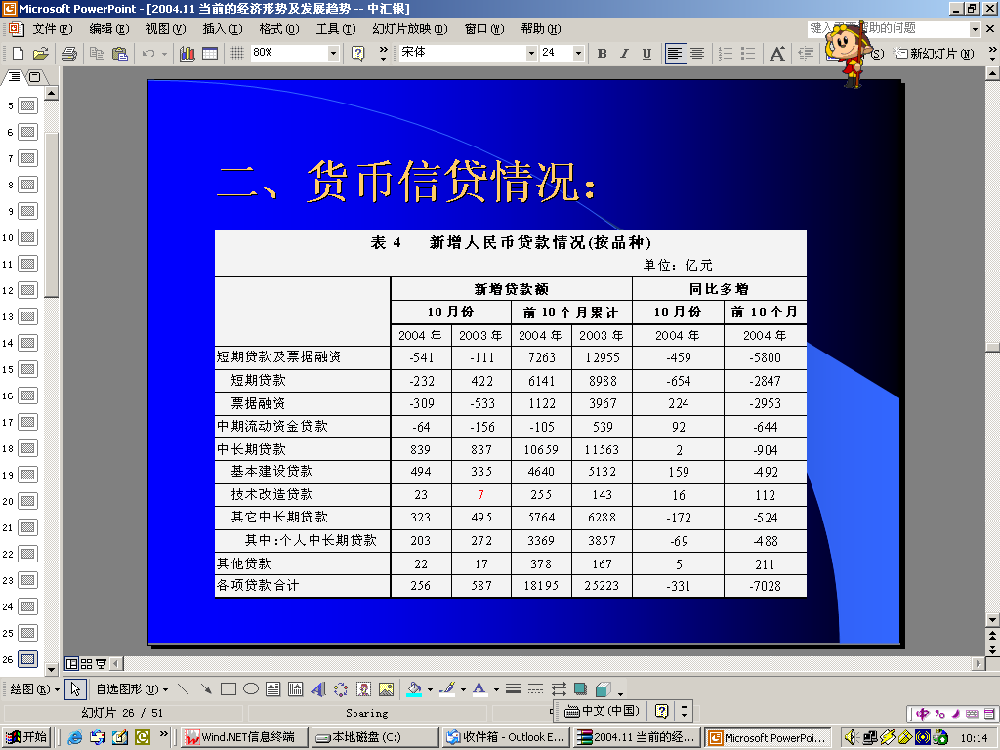 Microsoft PowerPoint - [2004.11 当前的经济形势及发展趋势 -- 中汇银]
文件(F) 编辑(E) 视图(V) 插入(I) 格式(O) 工具(T) 幻灯片放映(D) 窗口(W) 帮助(H)
80% 宋体 24 B I U A (S) 新幻灯片(N)
二、货币信贷情况：
表 4 新增人民币贷款情况(按品种)
单位：亿元
新增贷款额 同比多增
10月份 前10个月累计 10月份 前10个月
2004 年 2003 年 2004 年 2003 年 2004 年 2004 年
短期贷款及票据融资 -541 -111 7263 12955 -459 -5800
短期贷款 -232 422 6141 8988 -654 -2847
票据融资 -309 -533 1122 3967 224 -2953
中期流动资金贷款 -64 -156 -105 539 92 -644
中长期贷款 839 837 10659 11563 2 -904
基本建设贷款 494 335 4640 5132 159 -492
技术改造贷款 23 7 255 143 16 112
其它中长期贷款 323 495 5764 6288 -172 -524
其中:个人中长期贷款 203 272 3369 3857 -69 -488
其他贷款 22 17 378 167 5 211
各项贷款合计 256 587 18195 25223 -331 -7028
5
6
7
8
9
10
11
12
13
14
15
16
17
18
19
20
21
22
23
24
25
26
绘图(R) 自选图形(U)
幻灯片 26 / 51 Soaring 中文(中国)
开始 Wind.NET信息终端 本地磁盘 (C:) 收件箱 - Outlook E... 2004.11 当前的经... Microsoft PowerPoi... 10:14